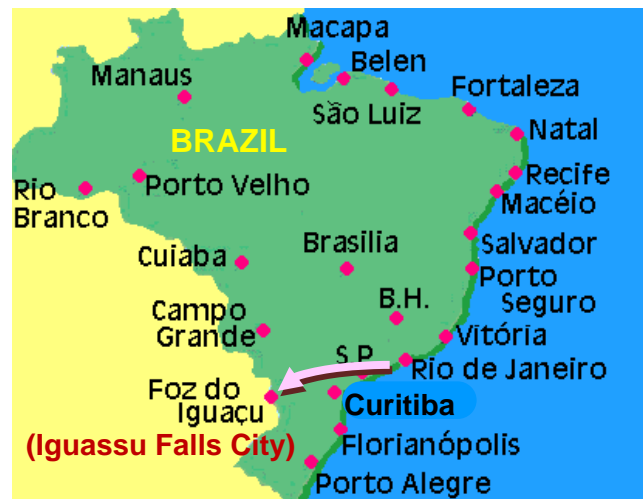 Macapa
Belen
Manaus
Fortaleza
São Luiz
BRAZIL
Natal
Recife
Porto Velho
Rio
Branco
Macéio
Salvador
Brasilia
Cuiaba
Porto
Seguro
B.H.
Campo
Grande
Vitória
S.P.
Rio de Janeiro
Foz do
Iguaçu
Curitiba
(Iguassu Falls City)
Florianópolis
Porto Alegre